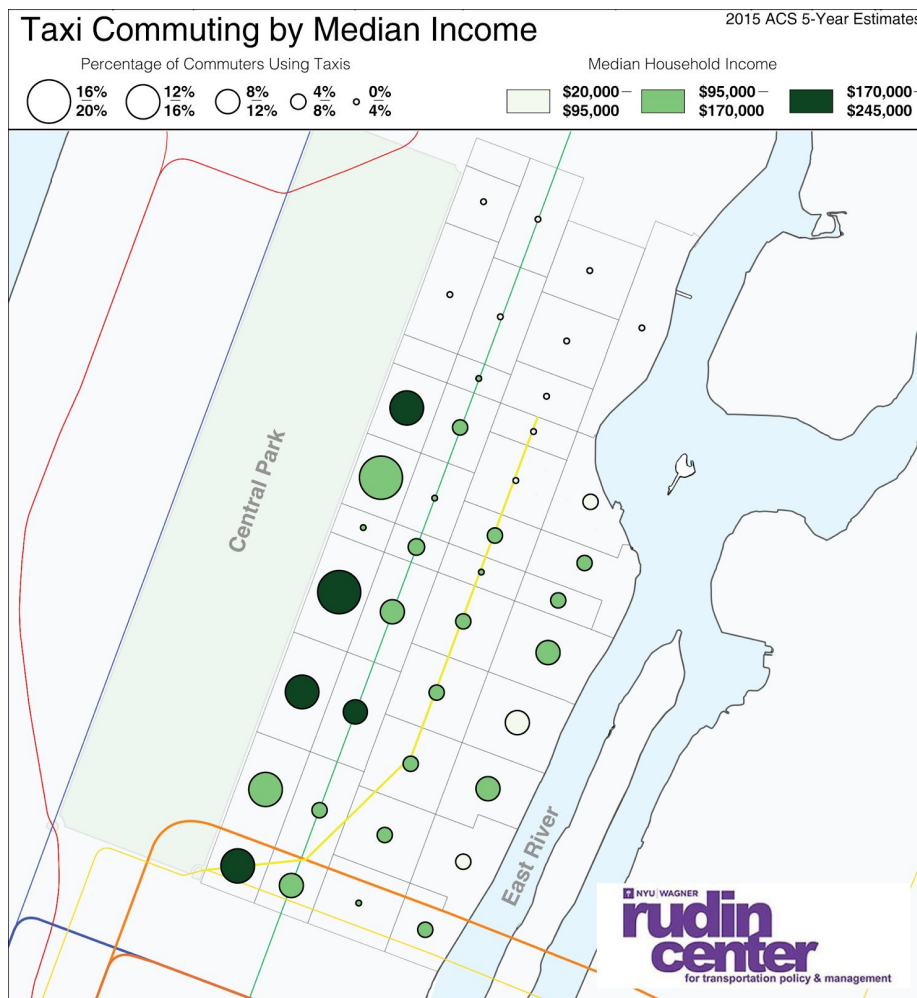 Taxi Commuting by Median Income
2015 ACS 5-Year Estimates
Percentage of Commuters Using Taxis
16% – 20%
12% – 16%
8% – 12%
4% – 8%
0% – 4%
Median Household Income
$20,000 – $95,000
$95,000 – $170,000
$170,000 – $245,000
Central Park
East River
NYU WAGNER
rudin
center
for transportation policy & management